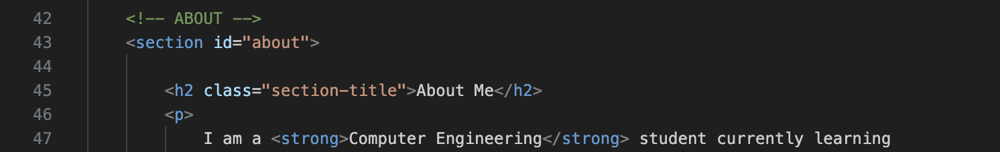 42 <!-- ABOUT -->
43 <section id="about">
44
45 <h2 class="section-title">About Me</h2>
46 <p>
47 I am a <strong>Computer Engineering</strong> student currently learning